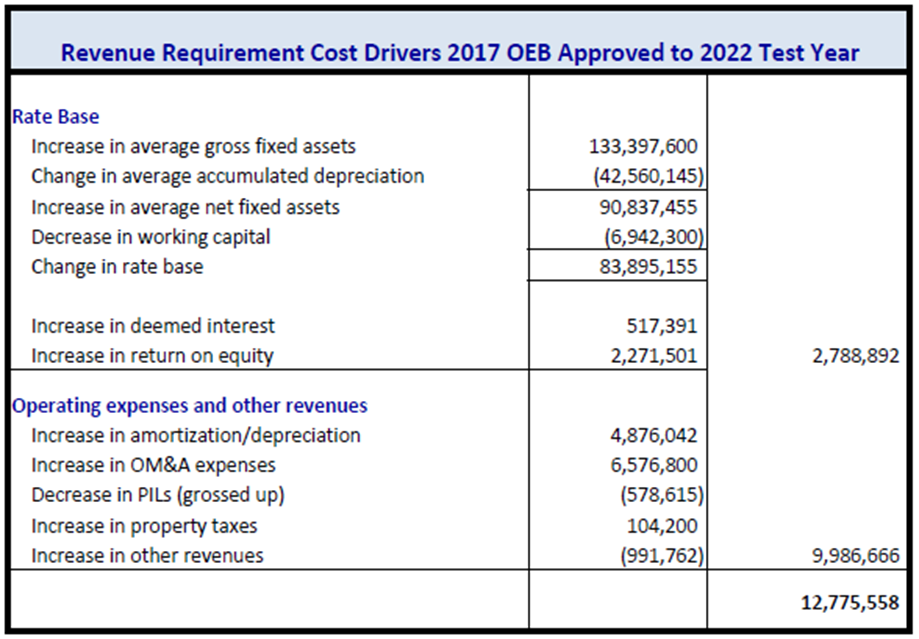 Revenue Requirement Cost Drivers 2017 OEB Approved to 2022 Test Year
Rate Base
Increase in average gross fixed assets 133,397,600
Change in average accumulated depreciation (42,560,145)
Increase in average net fixed assets 90,837,455
Decrease in working capital (6,942,300)
Change in rate base 83,895,155
Increase in deemed interest 517,391
Increase in return on equity 2,271,501 2,788,892
Operating expenses and other revenues
Increase in amortization/depreciation 4,876,042
Increase in OM&A expenses 6,576,800
Decrease in PILs (grossed up) (578,615)
Increase in property taxes 104,200
Increase in other revenues (991,762) 9,986,666
12,775,558